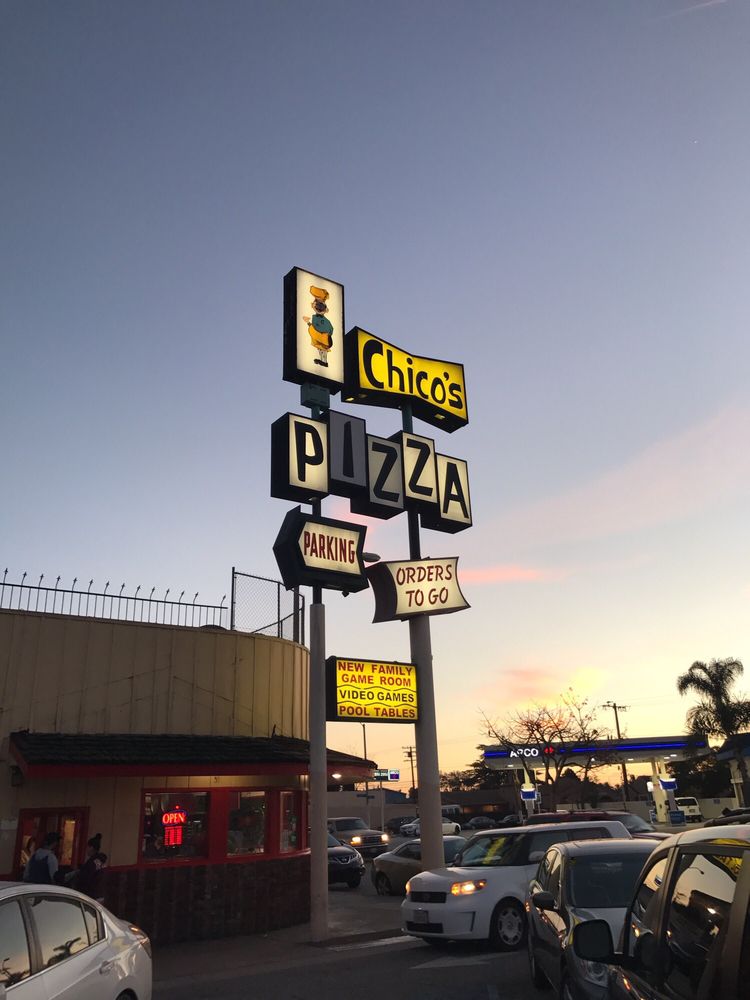 Chico's
PIZZA
PARKING
ORDERS
TO GO
NEW FAMILY
GAME ROOM
VIDEO GAMES
POOL TABLES
OPEN
ARCO